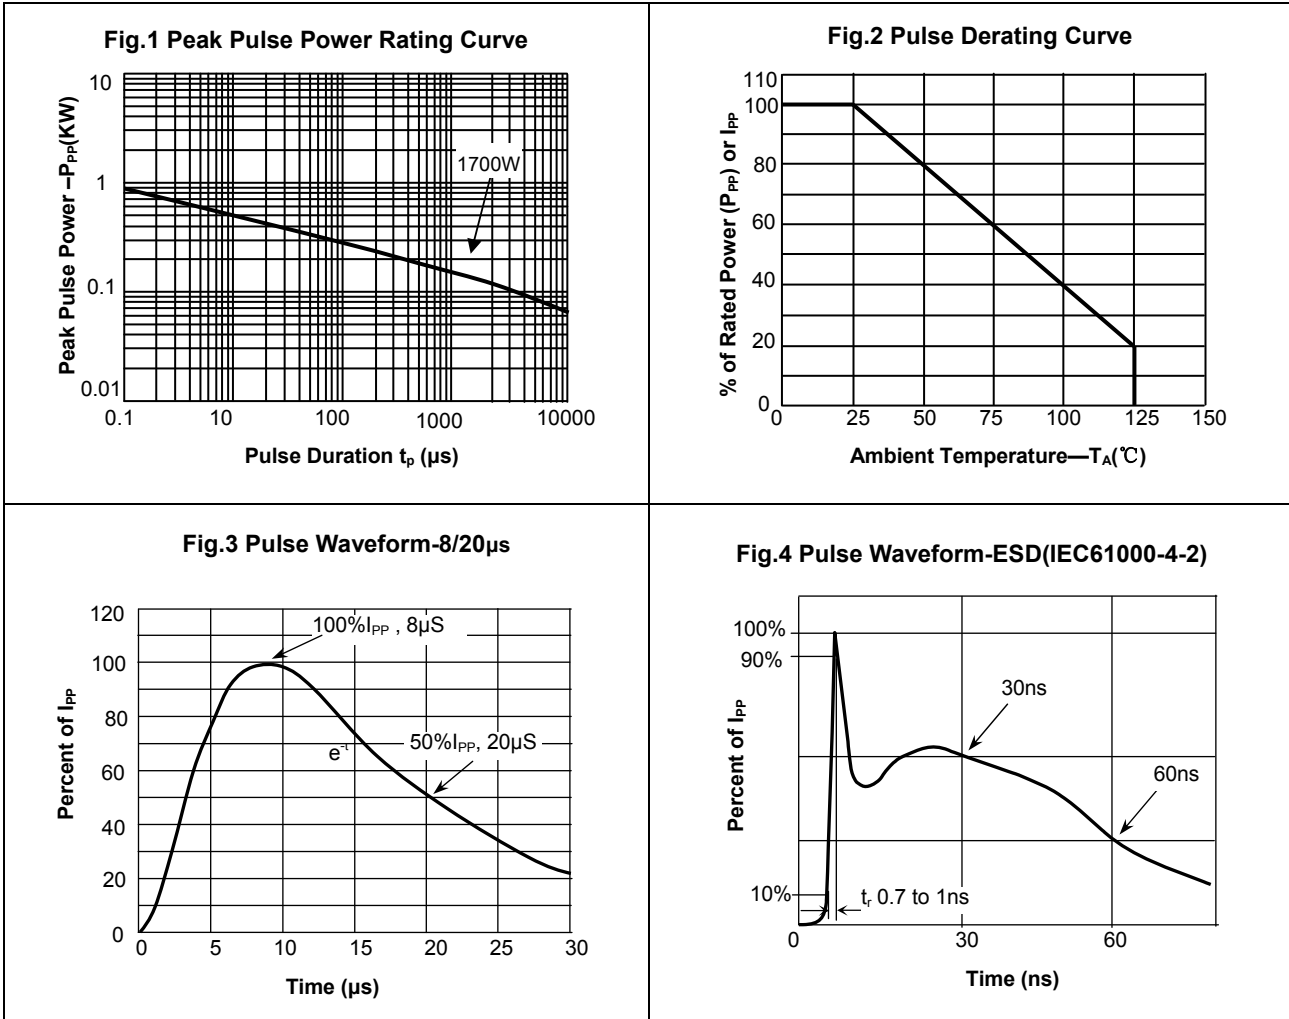 Fig.1 Peak Pulse Power Rating Curve
Peak Pulse Power –PPP(KW)
10
1
0.1
0.01
1700W
0.1
10
100
1000
10000
Pulse Duration tp (µs)
Fig.2 Pulse Derating Curve
% of Rated Power (PPP) or IPP
110
100
80
60
40
20
0
0
25
50
75
100
125
150
Ambient Temperature—TA(℃)
Fig.3 Pulse Waveform-8/20µs
Percent of IPP
120
100
80
60
40
20
0
100%IPP , 8µS
e-t
50%IPP, 20µS
0
5
10
15
20
25
30
Time (µs)
Fig.4 Pulse Waveform-ESD(IEC61000-4-2)
Percent of IPP
100%
90%
10%
30ns
60ns
tr 0.7 to 1ns
0
30
60
Time (ns)